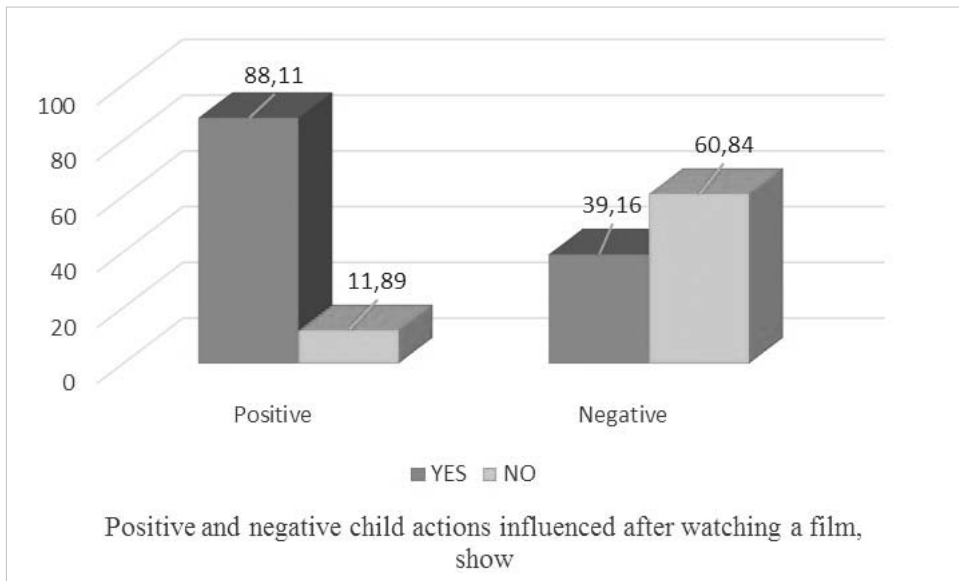 88,11
100
60,84
80
39,16
60
40
11,89
20
0
Positive Negative
YES NO
Positive and negative child actions influenced after watching a film,
show